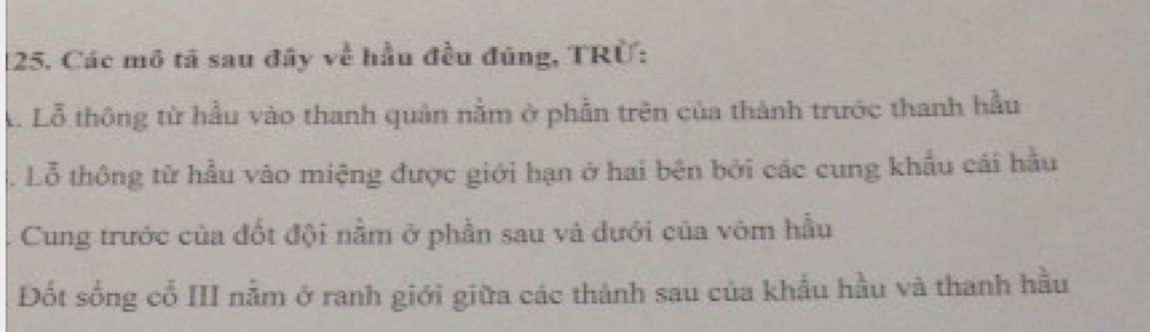 125. Các mô tả sau đây về hầu đều đúng, TRỪ:
A. Lỗ thông từ hầu vào thanh quản nằm ở phần trên của thành trước thanh hầu
. Lỗ thông từ hầu vào miệng được giới hạn ở hai bên bởi các cung khẩu cái hầu
. Cung trước của đốt đội nằm ở phần sau và dưới của vòm hầu
Đốt sống cổ III nằm ở ranh giới giữa các thành sau của khẩu hầu và thanh hầu